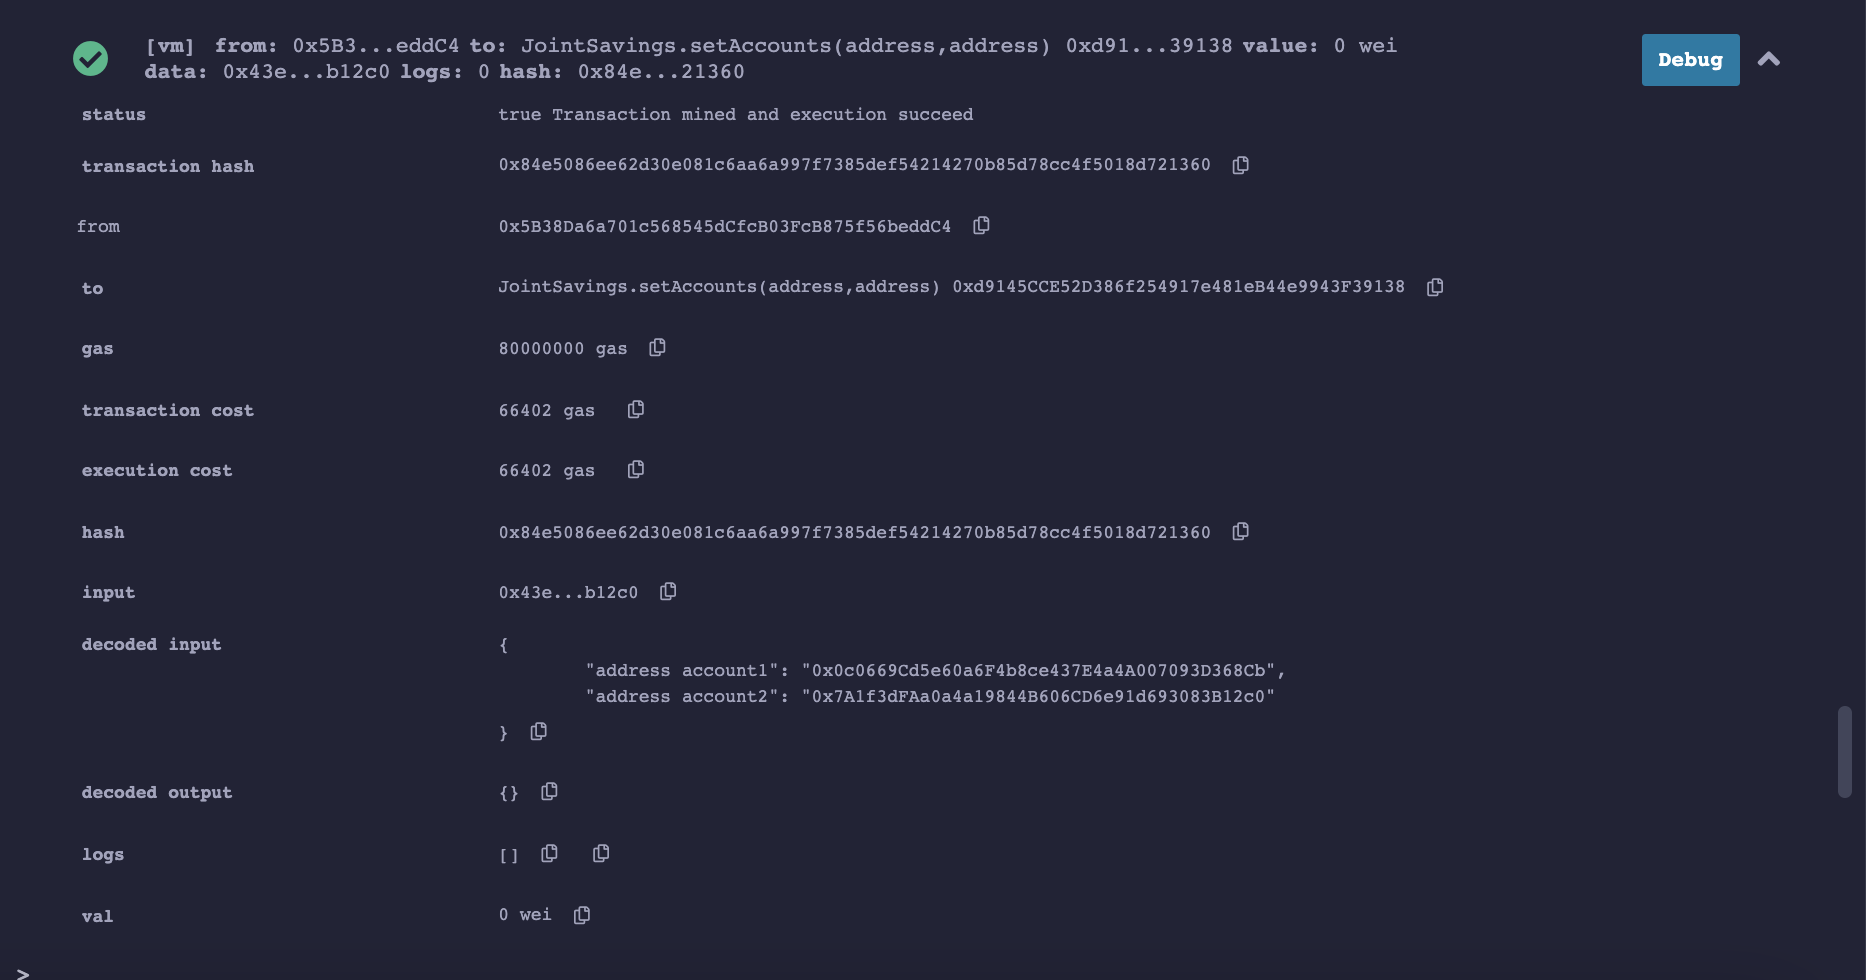 [vm] from: 0x5B3...eddC4 to: JointSavings.setAccounts(address,address) 0xd91...39138 value: 0 wei
data: 0x43e...b12c0 logs: 0 hash: 0x84e...21360
Debug
status true Transaction mined and execution succeed
transaction hash 0x84e5086ee62d30e081c6aa6a997f7385def54214270b85d78cc4f5018d721360
from 0x5B38Da6a701c568545dCfcB03FcB875f56beddC4
to JointSavings.setAccounts(address,address) 0xd9145CCE52D386f254917e481eB44e9943F39138
gas 80000000 gas
transaction cost 66402 gas
execution cost 66402 gas
hash 0x84e5086ee62d30e081c6aa6a997f7385def54214270b85d78cc4f5018d721360
input 0x43e...b12c0
decoded input {
"address account1": "0x0c0669Cd5e60a6F4b8ce437E4a4A007093D368Cb",
"address account2": "0x7A1f3dFAa0a4a19844B606CD6e91d693083B12c0"
}
decoded output {}
logs []
val 0 wei
>